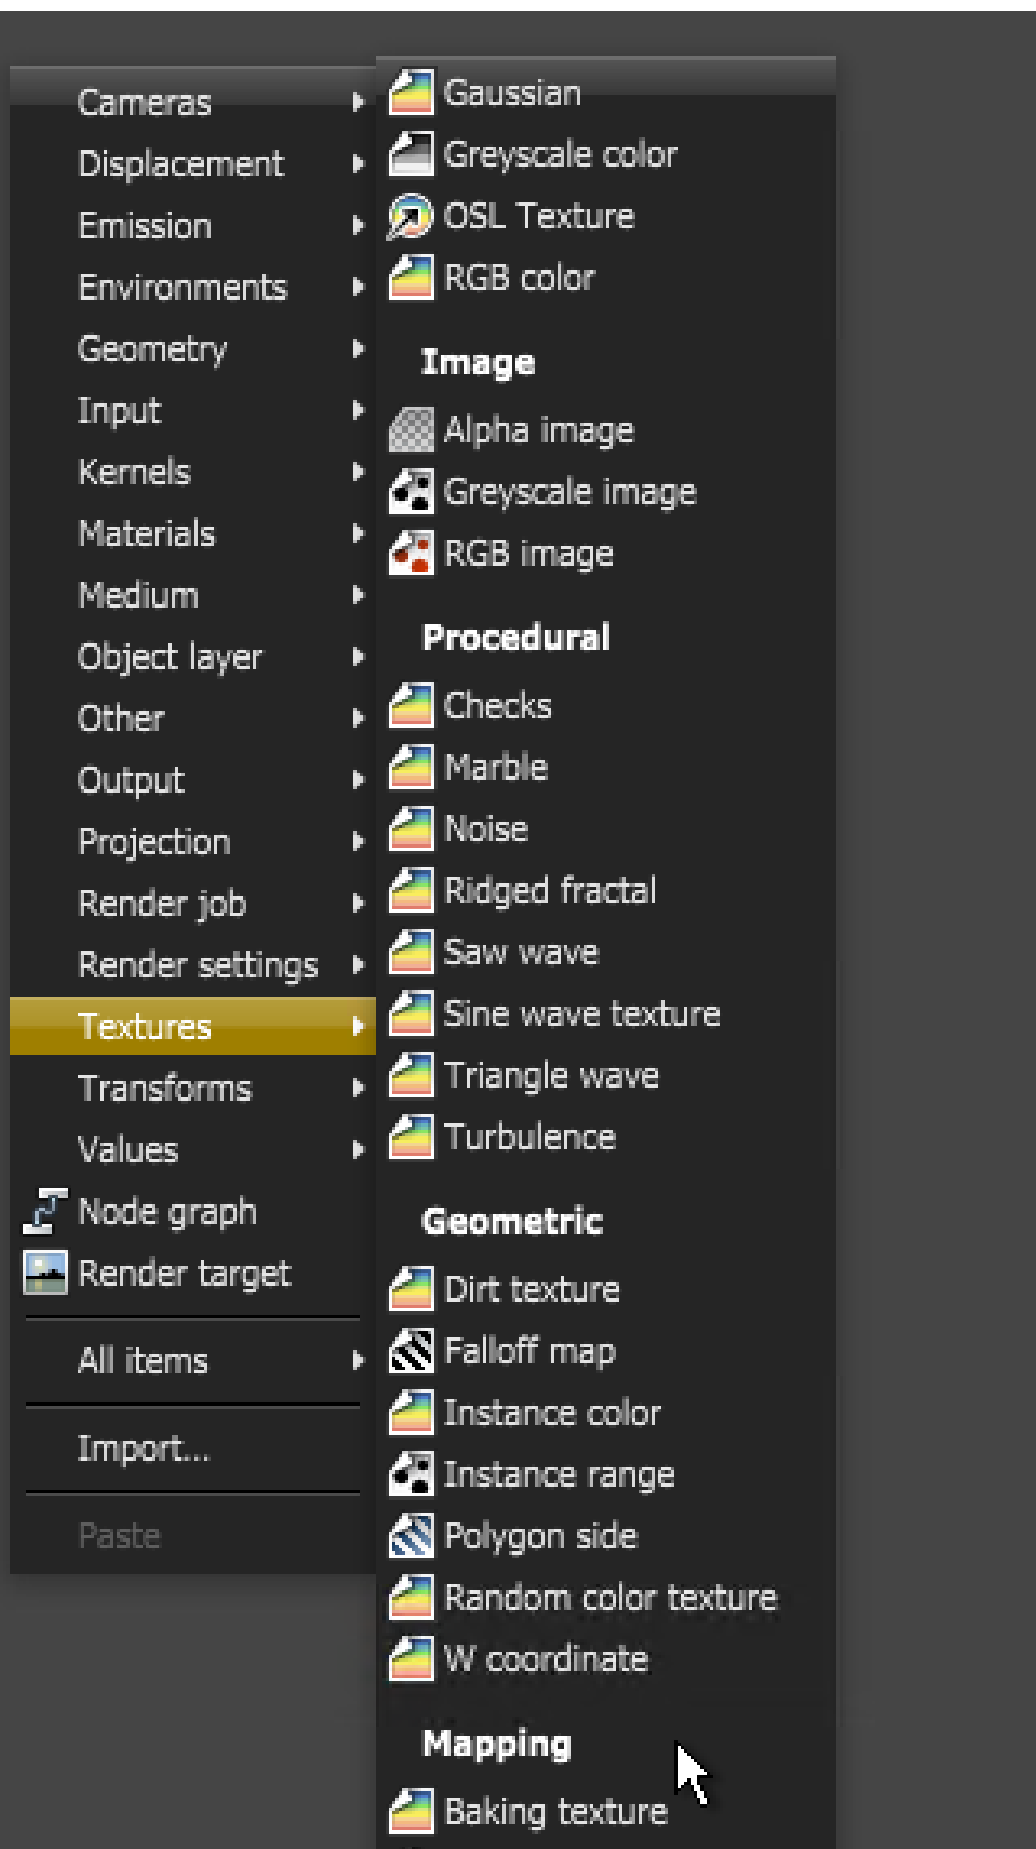 Cameras
Displacement
Emission
Environments
Geometry
Input
Kernels
Materials
Medium
Object layer
Other
Output
Projection
Render job
Render settings
Textures
Transforms
Values
Node graph
Render target
All items
Import...
Paste
Gaussian
Greyscale color
OSL Texture
RGB color
Image
Alpha image
Greyscale image
RGB image
Procedural
Checks
Marble
Noise
Ridged fractal
Saw wave
Sine wave texture
Triangle wave
Turbulence
Geometric
Dirt texture
Falloff map
Instance color
Instance range
Polygon side
Random color texture
W coordinate
Mapping
Baking texture